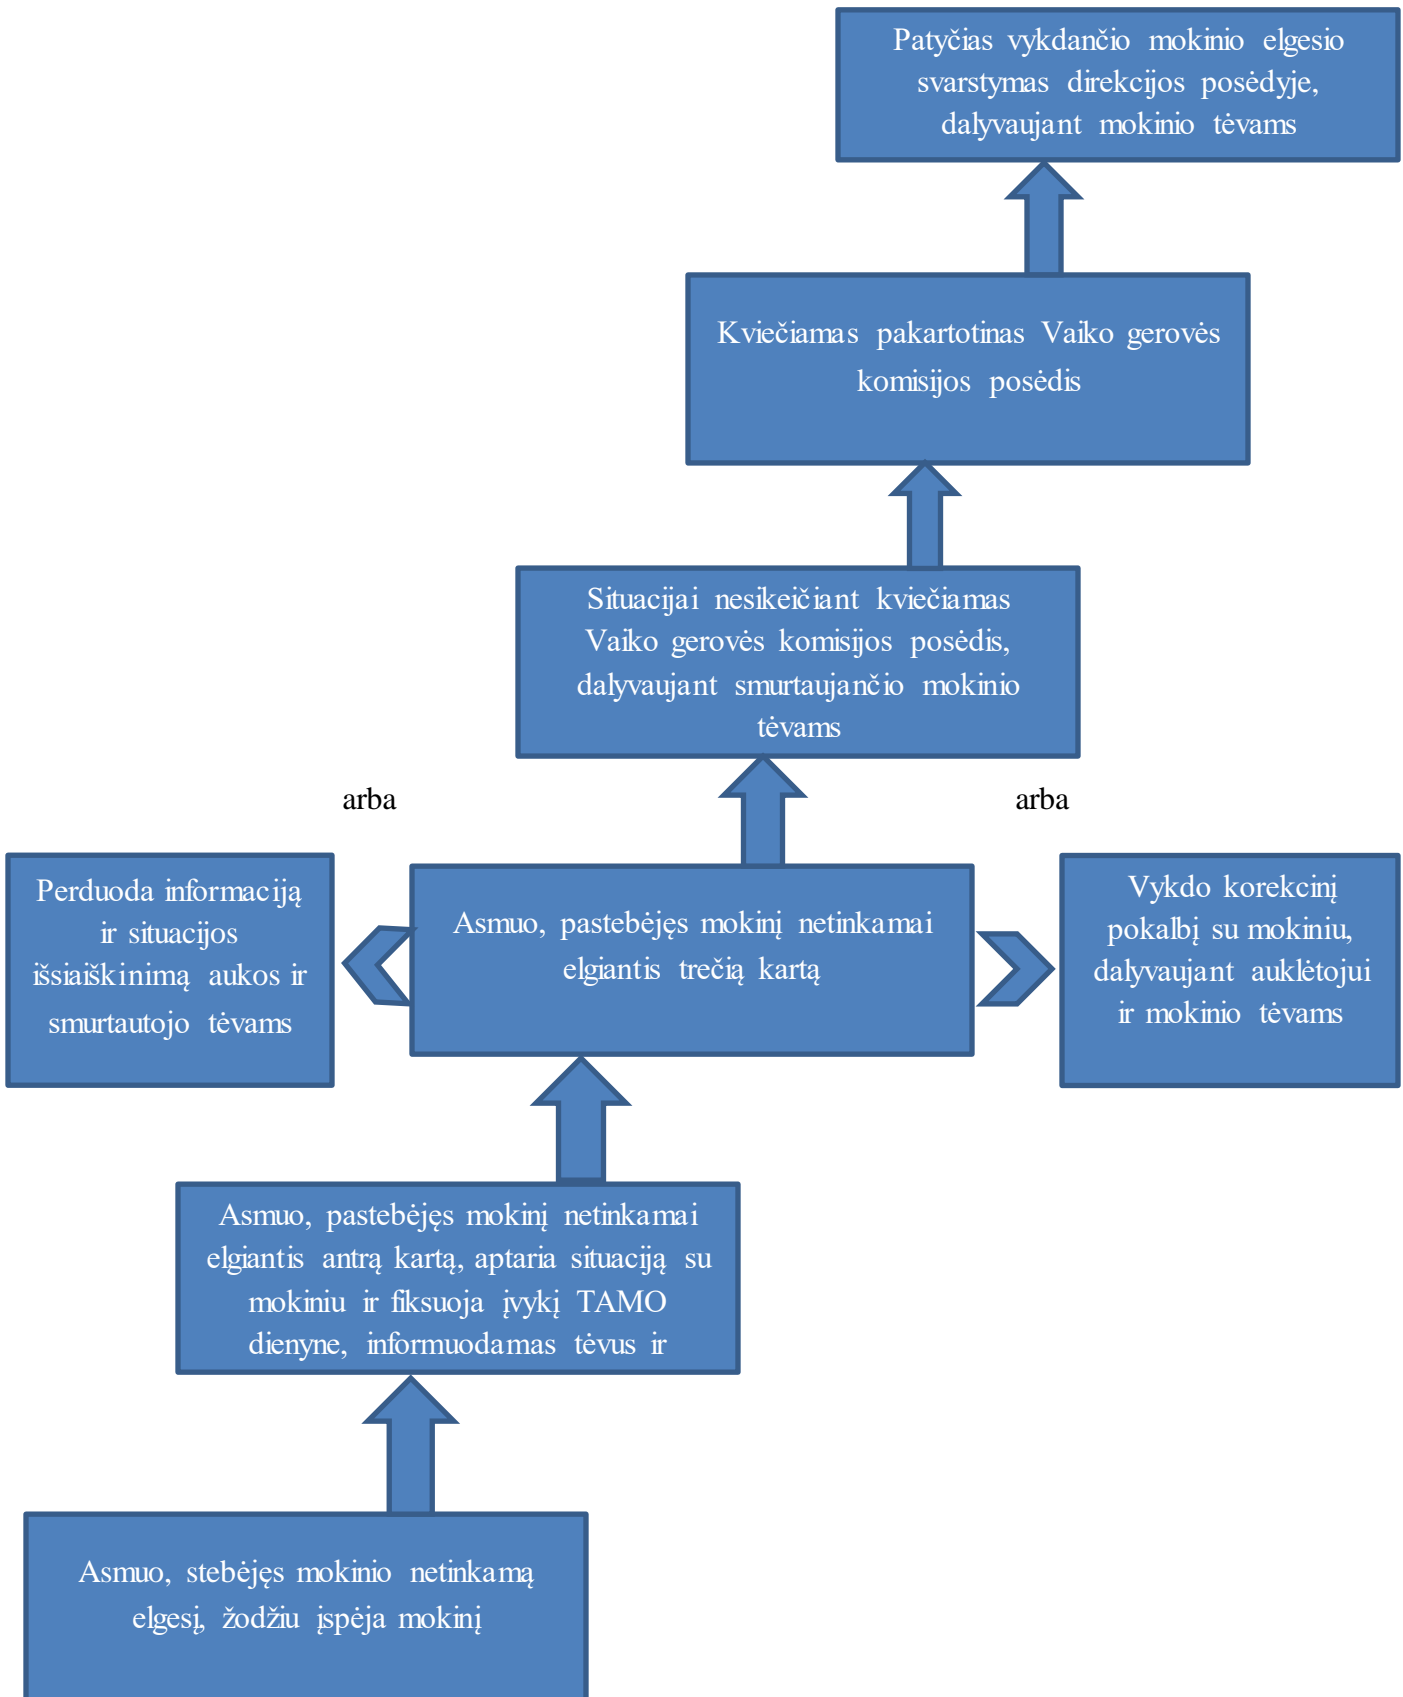 Patyčias vykdančio mokinio elgesio
svarstymas direkcijos posėdyje,
dalyvaujant mokinio tėvams
Kviečiamas pakartotinas Vaiko gerovės
komisijos posėdis
Situacijai nesikeičiant kviečiamas
Vaiko gerovės komisijos posėdis,
dalyvaujant smurtaujančio mokinio
tėvams
arba
arba
Perduoda informaciją
ir situacijos
išsiaiškinimą aukos ir
smurtautojo tėvams
Asmuo, pastebėjęs mokinį netinkamai
elgiantis trečią kartą
Vykdo korekcinį
pokalbį su mokiniu,
dalyvaujant auklėtojui
ir mokinio tėvams
Asmuo, pastebėjęs mokinį netinkamai
elgiantis antrą kartą, aptaria situaciją su
mokiniu ir fiksuoja įvykį TAMO
dienyne, informuodamas tėvus ir
Asmuo, stebėjęs mokinio netinkamą
elgesį, žodžiu įspėja mokinį